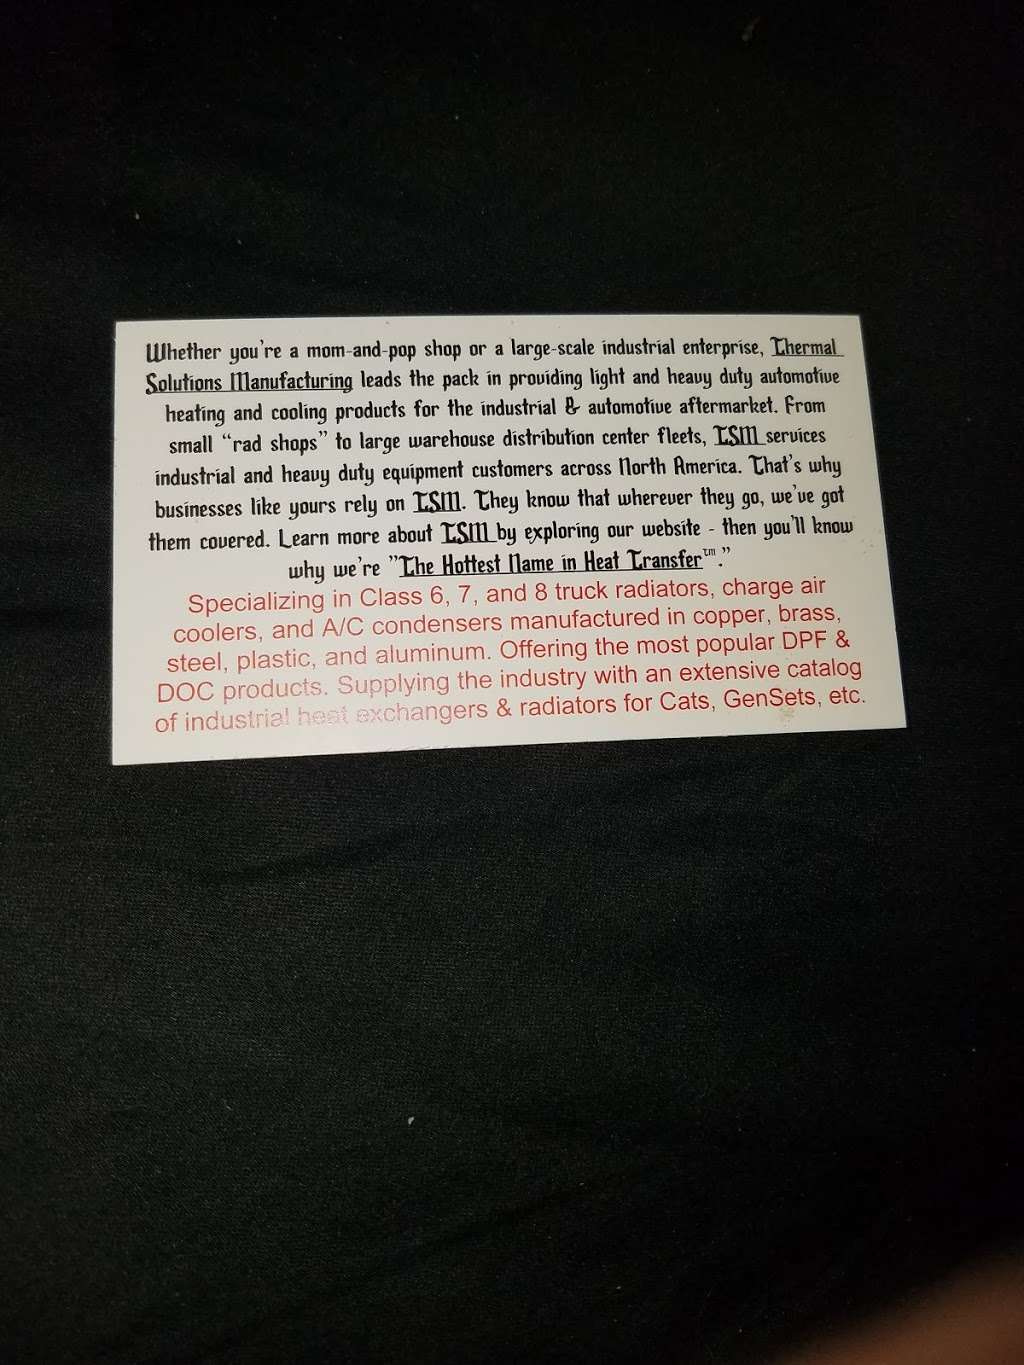 Whether you're a mom-and-pop shop or a large-scale industrial enterprise, Thermal
Solutions Manufacturing leads the pack in providing light and heavy duty automotive
heating and cooling products for the industrial & automotive aftermarket. From
small “rad shops” to large warehouse distribution center fleets, TSM services
industrial and heavy duty equipment customers across North America. That's why
businesses like yours rely on TSM. They know that wherever they go, we've got
them covered. Learn more about TSM by exploring our website - then you'll know
why we're ”The Hottest Name in Heat Transfer™.”
Specializing in Class 6, 7, and 8 truck radiators, charge air
coolers, and A/C condensers manufactured in copper, brass,
steel, plastic, and aluminum. Offering the most popular DPF &
DOC products. Supplying the industry with an extensive catalog
of industrial heat exchangers & radiators for Cats, GenSets, etc.